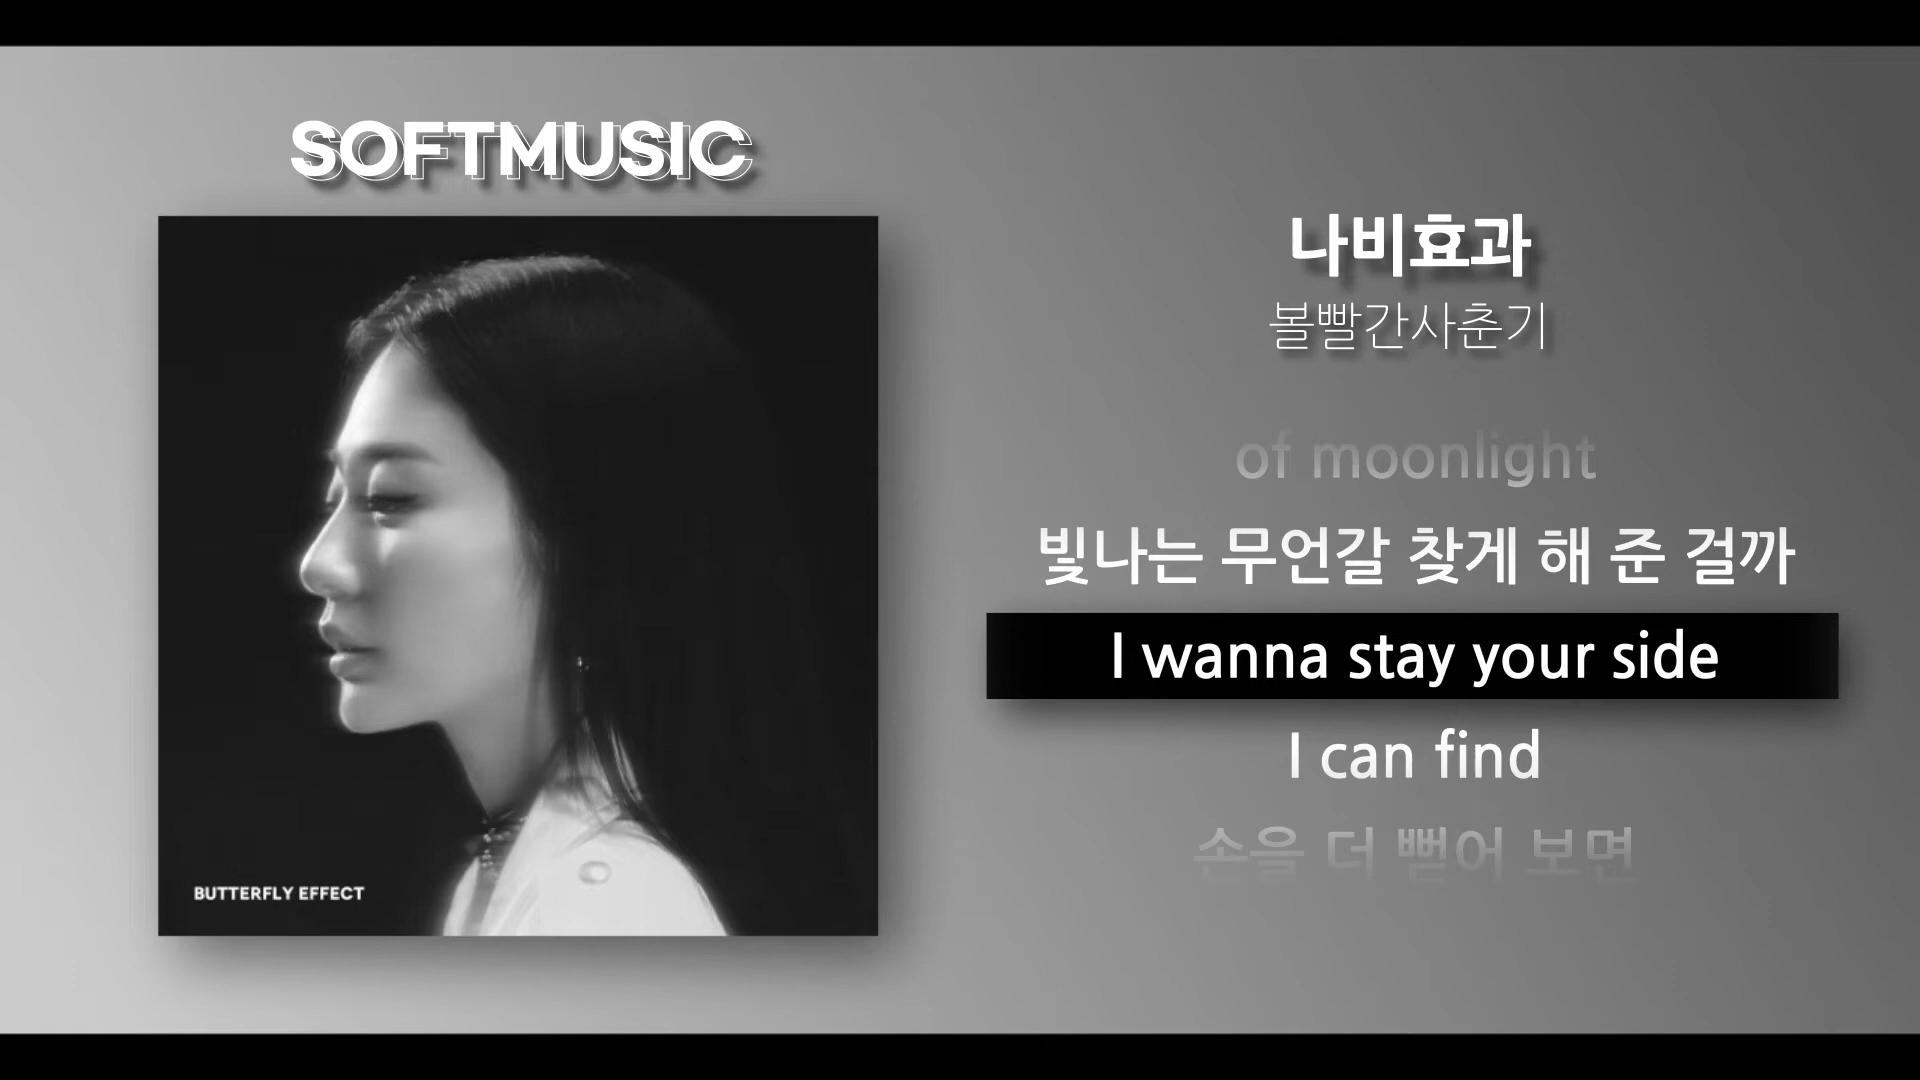 SOFTMUSIC
BUTTERFLY EFFECT
나비효과
볼빨간사춘기
of moonlight
빛나는 무언갈 찾게 해 준 걸까
I wanna stay your side
I can find
손을 더 뻗어 보면